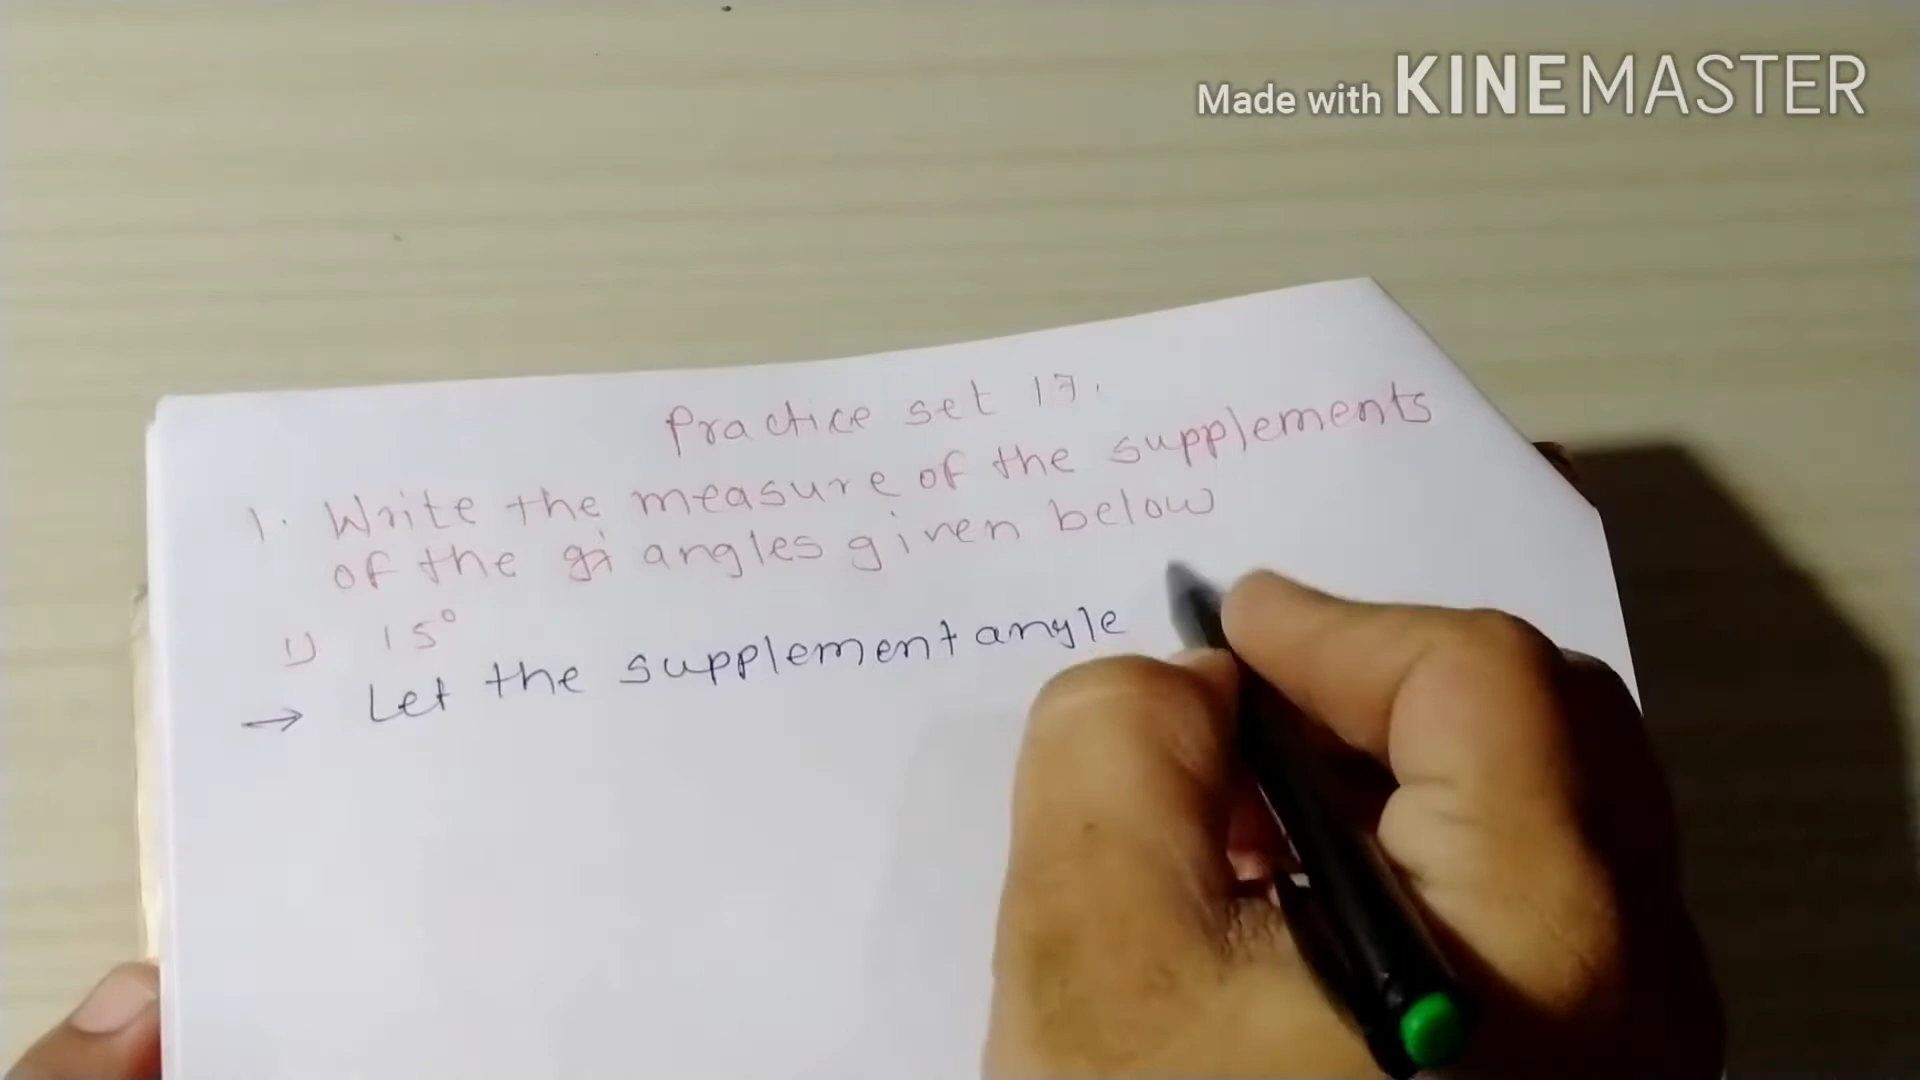 Made with KINEMASTER
Practice set 17.
1. Write the measure of the supplements
of the gi angles given below
1) 15°
→ Let the supplement angle